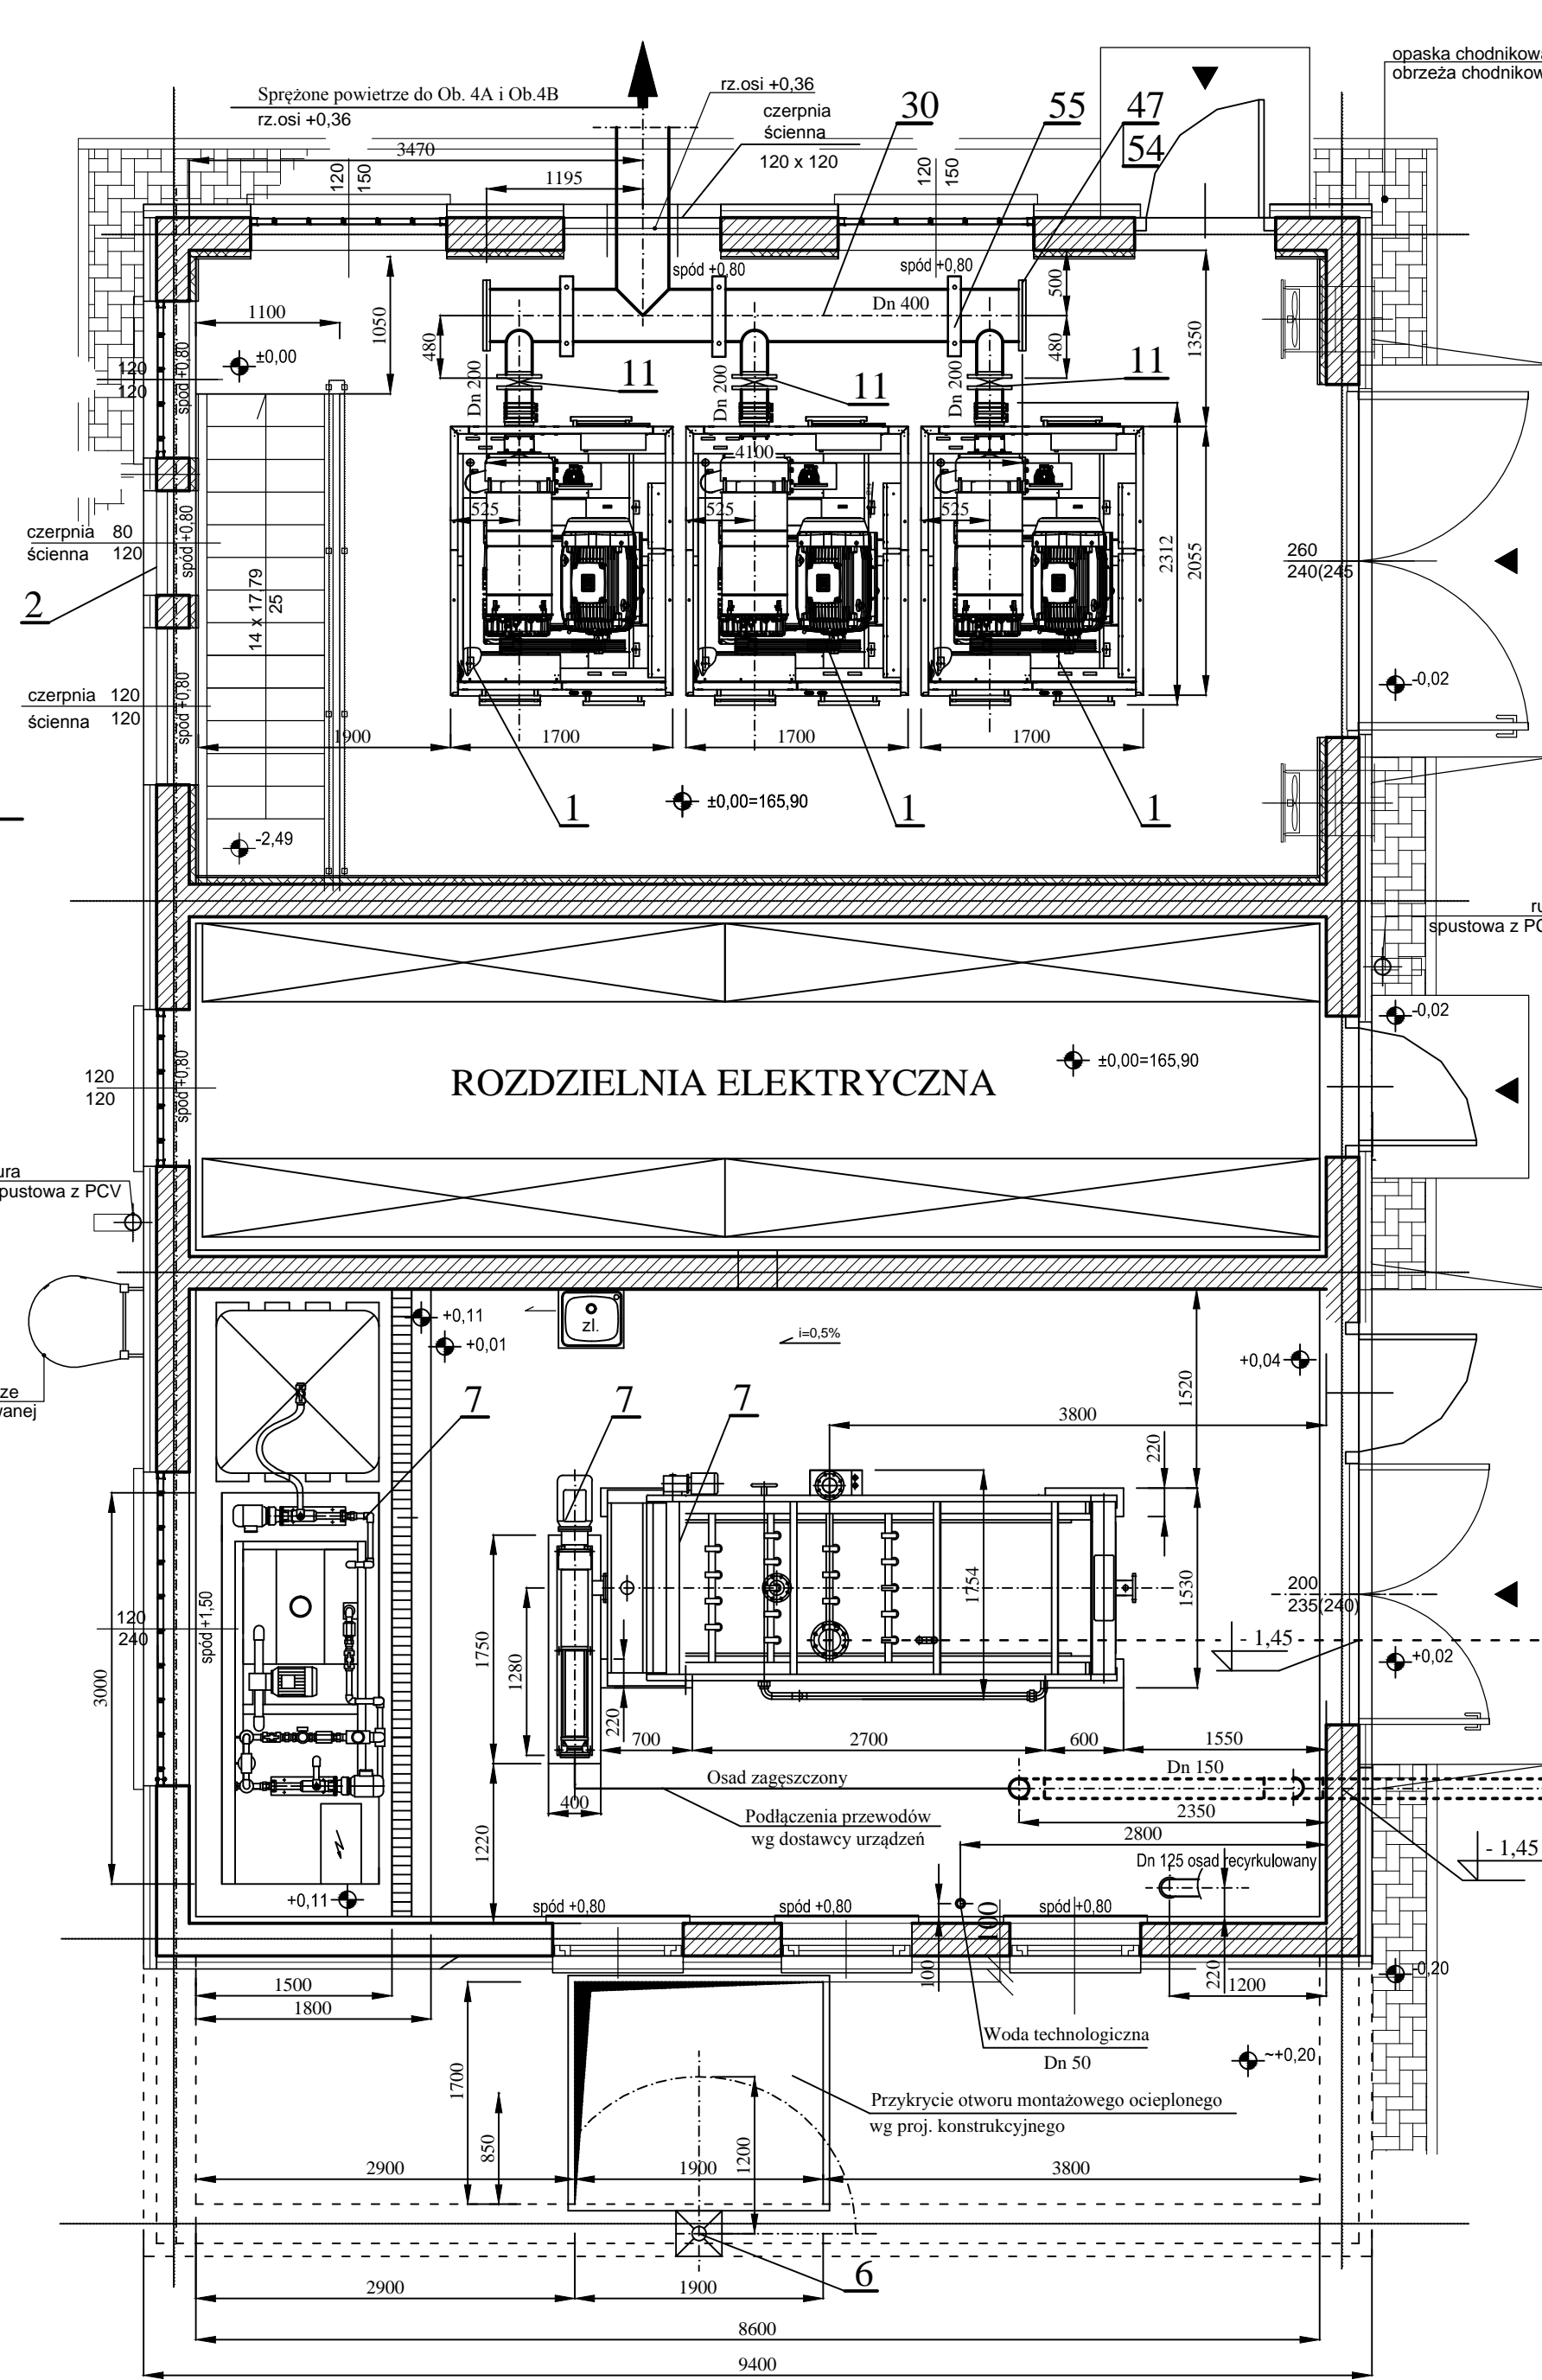 opaska chodnikowa
obrzeża chodnikow
Sprężone powietrze do Ob. 4A i Ob.4B
rz.osi +0,36
rz.osi +0,36
czerpnia
ścienna
120 x 120
30
55
47
54
3470
1195
120
150
120
150
spód +0,80
spód +0,80
Dn 400
500
1350
480
480
1100
1050
±0,00
120
120
spód +0,80
Dn 200
Dn 200
Dn 200
11
11
11
4100
525
525
525
2312
2055
czerpnia 80
ścienna 120
spód +0,80
2
14 x 17,79
25
260
240(245
-0,02
czerpnia 120
ścienna 120
spód +0,80
1900
1700
1700
1700
1
1
1
±0,00=165,90
-2,49
spustowa z PC
-0,02
ROZDZIELNIA ELEKTRYCZNA
±0,00=165,90
120
120
spód +0,80
ura
pustowa z PCV
+0,11
+0,01
zl.
i=0,5%
+0,04
1520
ze
wanej
7
7
7
3800
220
1754
1530
200
235(240)
- 1,45
+0,02
120
240
spód +1,50
3000
1750
1280
220
700
2700
600
1550
Osad zagęszczony
Dn 150
400
Podłączenia przewodów
wg dostawcy urządzeń
2350
2800
1220
Dn 125 osad recyrkulowany
- 1,45
+0,11
spód +0,80
spód +0,80
spód +0,80
100
100
220
1200
-0,20
1500
1800
Woda technologiczna
Dn 50
~+0,20
1700
850
1200
Przykrycie otworu montażowego ocieplonego
wg proj. konstrukcyjnego
2900
1900
3800
6
2900
1900
8600
9400